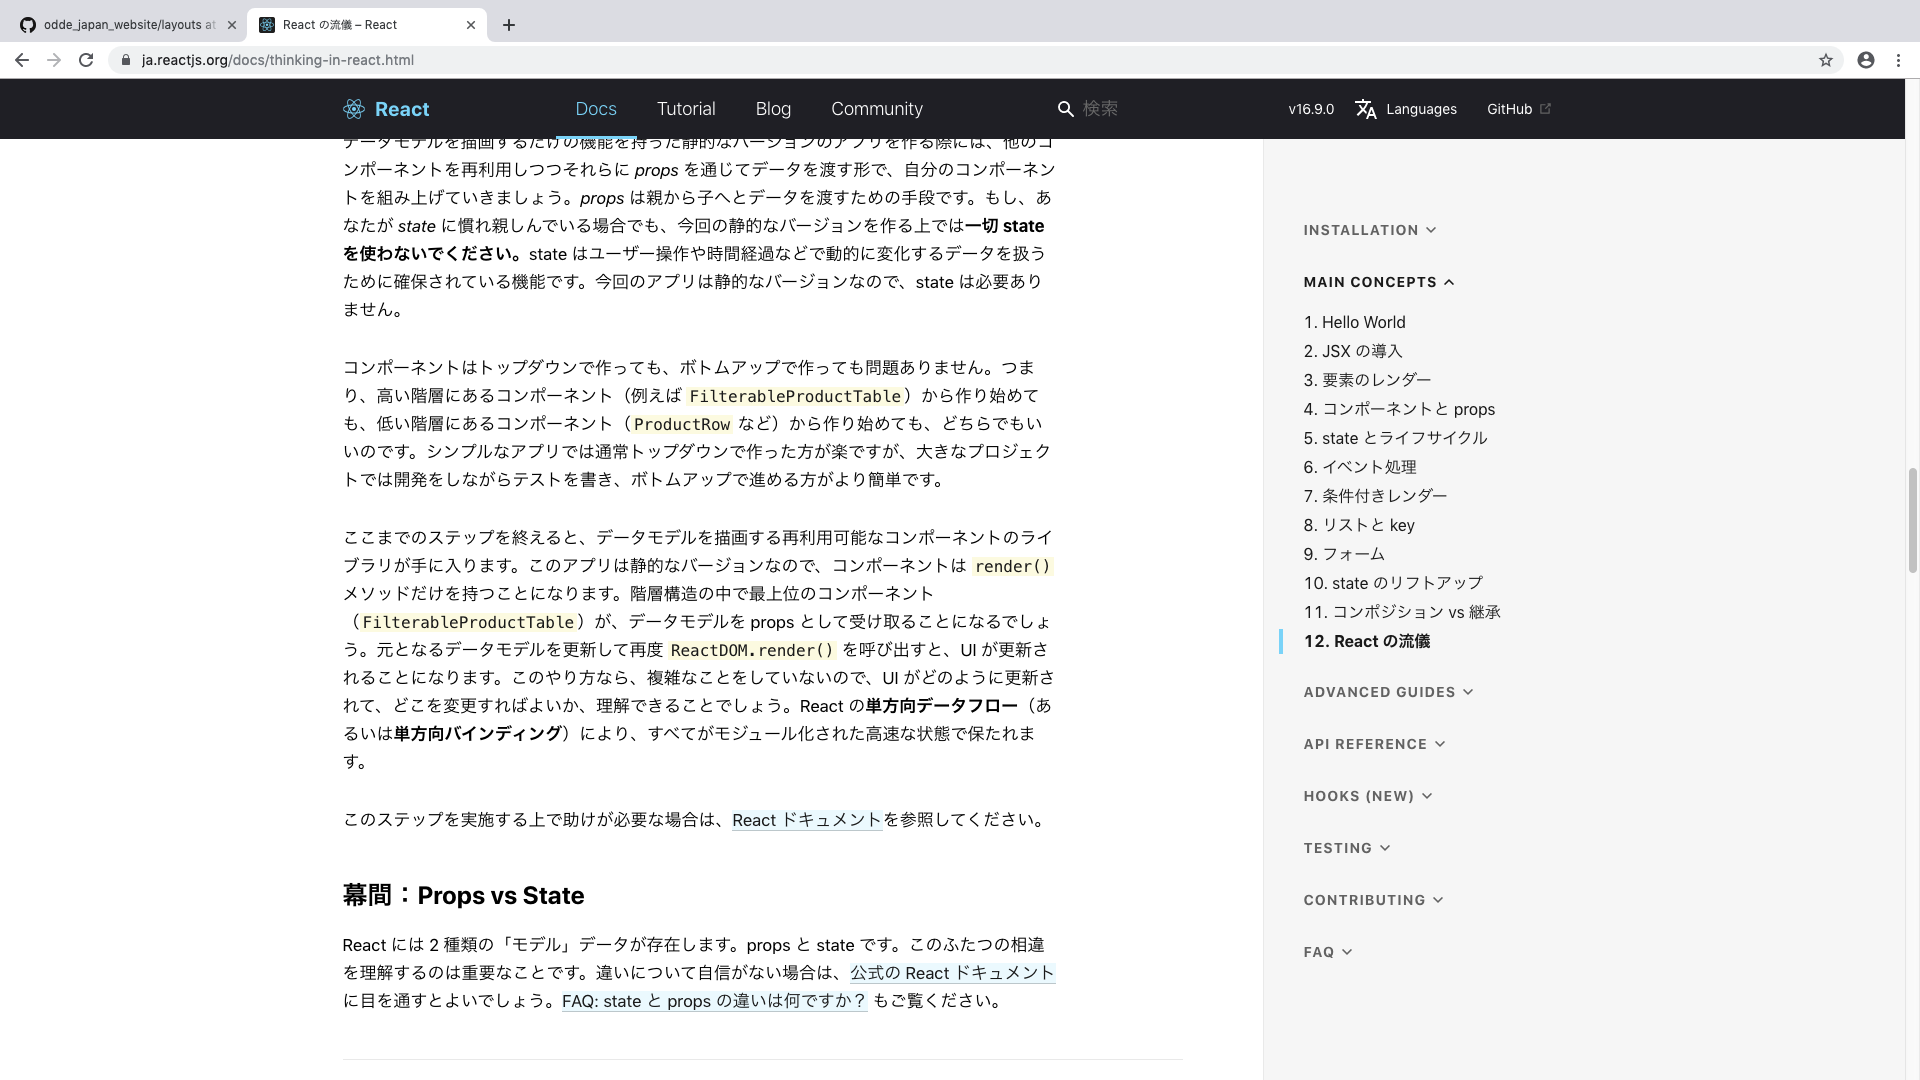 odde_japan_website/layouts at
React の流儀 – React
ja.reactjs.org/docs/thinking-in-react.html
React
Docs
Tutorial
Blog
Community
検索
v16.9.0
Languages
GitHub
データモデルを描画するだけの機能を持った静的なバージョンのアプリを作る際には、他のコ
ンポーネントを再利用しつつそれらに props を通じてデータを渡す形で、自分のコンポーネン
トを組み上げていきましょう。props は親から子へとデータを渡すための手段です。もし、あ
なたが state に慣れ親しんでいる場合でも、今回の静的なバージョンを作る上では一切 state
を使わないでください。state はユーザー操作や時間経過などで動的に変化するデータを扱う
ために確保されている機能です。今回のアプリは静的なバージョンなので、state は必要あり
ません。
コンポーネントはトップダウンで作っても、ボトムアップで作っても問題ありません。つま
り、高い階層にあるコンポーネント（例えば FilterableProductTable）から作り始めて
も、低い階層にあるコンポーネント（ProductRow など）から作り始めても、どちらでもい
いのです。シンプルなアプリでは通常トップダウンで作った方が楽ですが、大きなプロジェク
トでは開発をしながらテストを書き、ボトムアップで進める方がより簡単です。
ここまでのステップを終えると、データモデルを描画する再利用可能なコンポーネントのライ
ブラリが手に入ります。このアプリは静的なバージョンなので、コンポーネントは render()
メソッドだけを持つことになります。階層構造の中で最上位のコンポーネント
（FilterableProductTable）が、データモデルを props として受け取ることになるでしょ
う。元となるデータモデルを更新して再度 ReactDOM.render() を呼び出すと、UI が更新さ
れることになります。このやり方なら、複雑なことをしていないので、UI がどのように更新さ
れて、どこを変更すればよいか、理解できることでしょう。React の単方向データフロー（あ
るいは単方向バインディング）により、すべてがモジュール化された高速な状態で保たれま
す。
このステップを実施する上で助けが必要な場合は、React ドキュメントを参照してください。
幕間：Props vs State
React には 2 種類の「モデル」データが存在します。props と state です。このふたつの相違
を理解するのは重要なことです。違いについて自信がない場合は、公式の React ドキュメント
に目を通すとよいでしょう。FAQ: state と props の違いは何ですか？ もご覧ください。
INSTALLATION
MAIN CONCEPTS
1. Hello World
2. JSX の導入
3. 要素のレンダー
4. コンポーネントと props
5. state とライフサイクル
6. イベント処理
7. 条件付きレンダー
8. リストと key
9. フォーム
10. state のリフトアップ
11. コンポジション vs 継承
12. React の流儀
ADVANCED GUIDES
API REFERENCE
HOOKS (NEW)
TESTING
CONTRIBUTING
FAQ